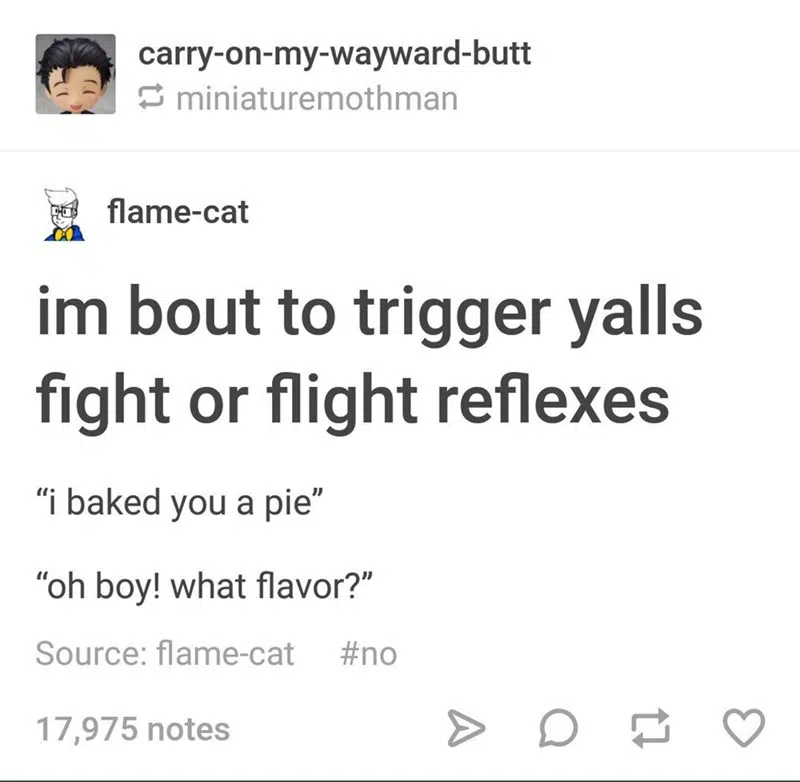 carry-on-my-wayward-butt
miniaturemothman
flame-cat
im bout to trigger yalls
fight or flight reflexes
“i baked you a pie”
“oh boy! what flavor?”
Source: flame-cat #no
17,975 notes